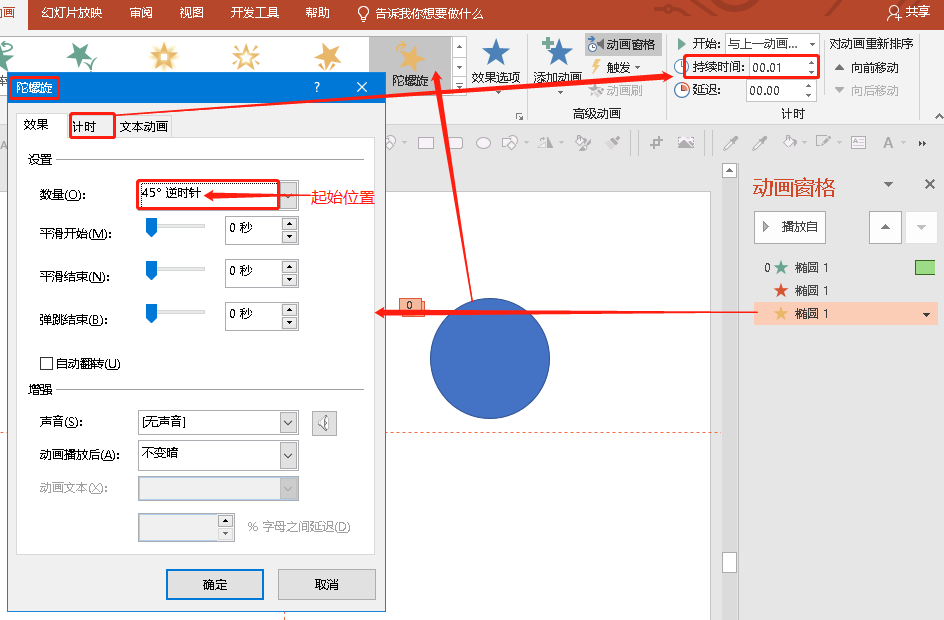 画 幻灯片放映 审阅 视图 开发工具 帮助 告诉我你想要做什么 共享
陀螺旋 效果选项 添加动画
动画窗格
触发
动画刷
高级动画
开始: 与上一动画...
持续时间: 00.01
延迟: 00.00
计时
对动画重新排序
向前移动
向后移动
陀螺旋 ?
效果 计时 文本动画
设置
数量(O): 45° 逆时针
起始位置
平滑开始(M): 0 秒
平滑结束(N): 0 秒
弹跳结束(B): 0 秒
自动翻转(U)
增强
声音(S): [无声音]
动画播放后(A): 不变暗
动画文本(X):
% 字母之间延迟(D)
确定 取消
0
A
动画窗格
播放自
0 椭圆 1
椭圆 1
椭圆 1